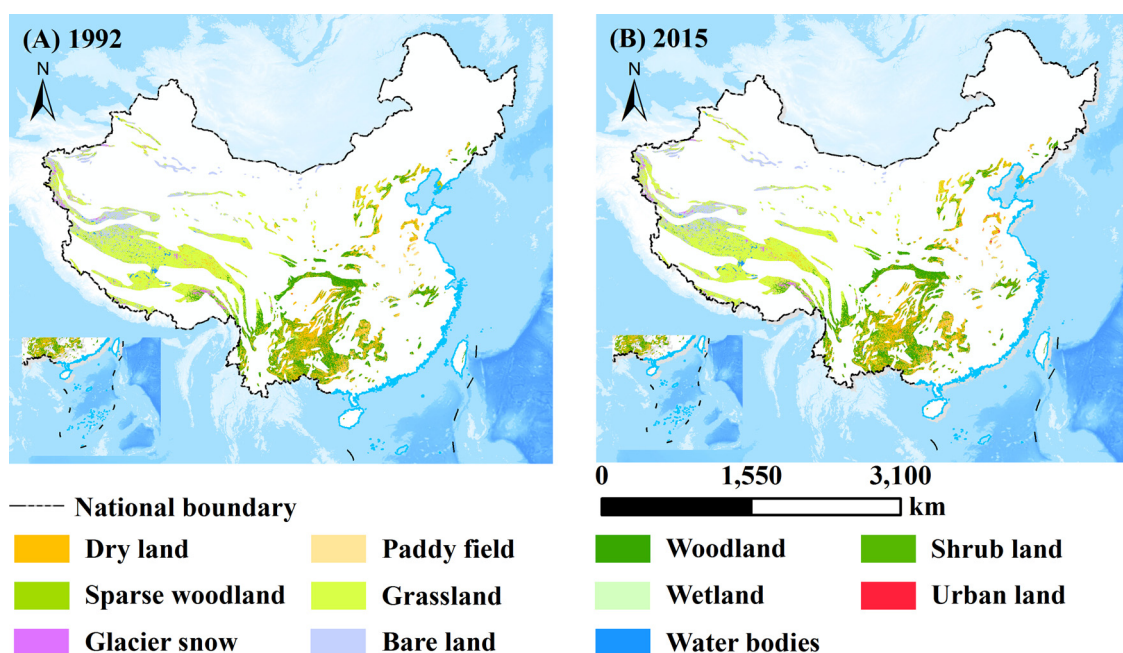 (A) 1992
N
(B) 2015
N
0 1,550 3,100
km
National boundary
Dry land
Paddy field
Woodland
Shrub land
Sparse woodland
Grassland
Wetland
Urban land
Glacier snow
Bare land
Water bodies